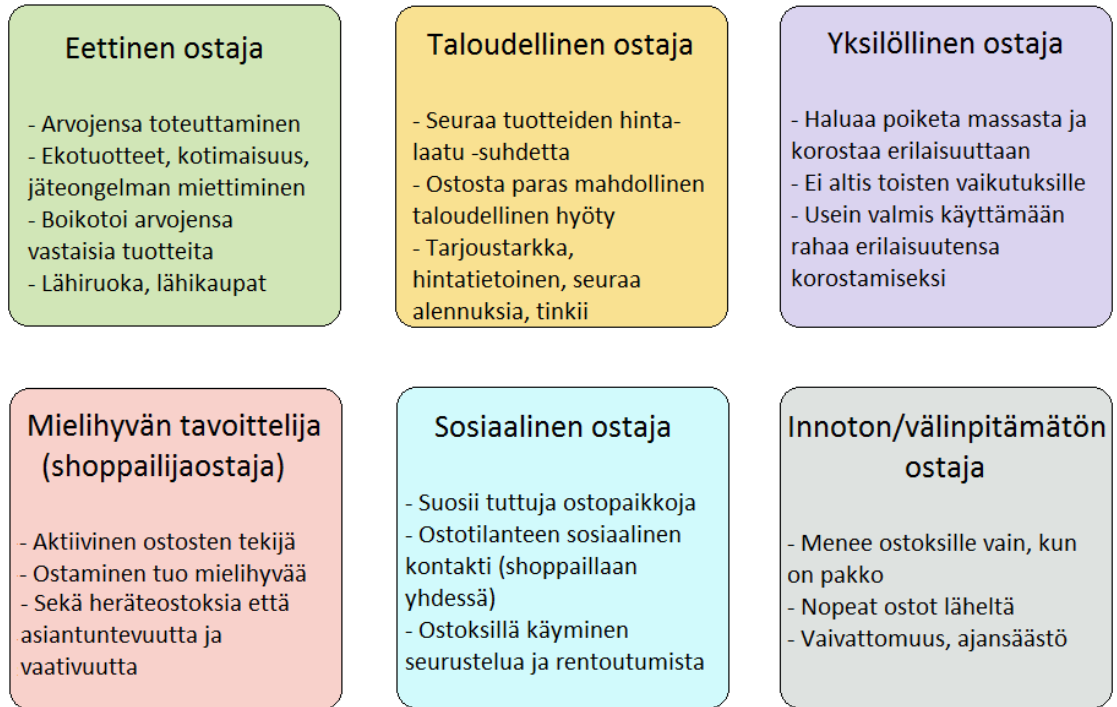 Eettinen ostaja
- Arvojensa toteuttaminen
- Ekotuotteet, kotimaisuus,
jäteongelman miettiminen
- Boikotoi arvojensa
vastaisia tuotteita
- Lähiruoka, lähikaupat
Taloudellinen ostaja
- Seuraa tuotteiden hinta-
laatu -suhdetta
- Ostosta paras mahdollinen
taloudellinen hyöty
- Tarjoustarkka,
hintatietoinen, seuraa
alennuksia, tinkii
Yksilöllinen ostaja
- Haluaa poiketa massasta ja
korostaa erilaisuuttaan
- Ei altis toisten vaikutuksille
- Usein valmis käyttämään
rahaa erilaisuutensa
korostamiseksi
Mielihyvän tavoittelija
(shoppailijaostaja)
- Aktiivinen ostosten tekijä
- Ostaminen tuo mielihyvää
- Sekä heräteostoksia että
asiantuntevuutta ja
vaativuutta
Sosiaalinen ostaja
- Suosii tuttuja ostopaikkoja
- Ostotilanteen sosiaalinen
kontakti (shoppaillaan
yhdessä)
- Ostoksillä käyminen
seurustelua ja rentoutumista
Innoton/välinpitämätön
ostaja
- Menee ostoksille vain, kun
on pakko
- Nopeat ostot läheltä
- Vaivattomuus, ajansäästö